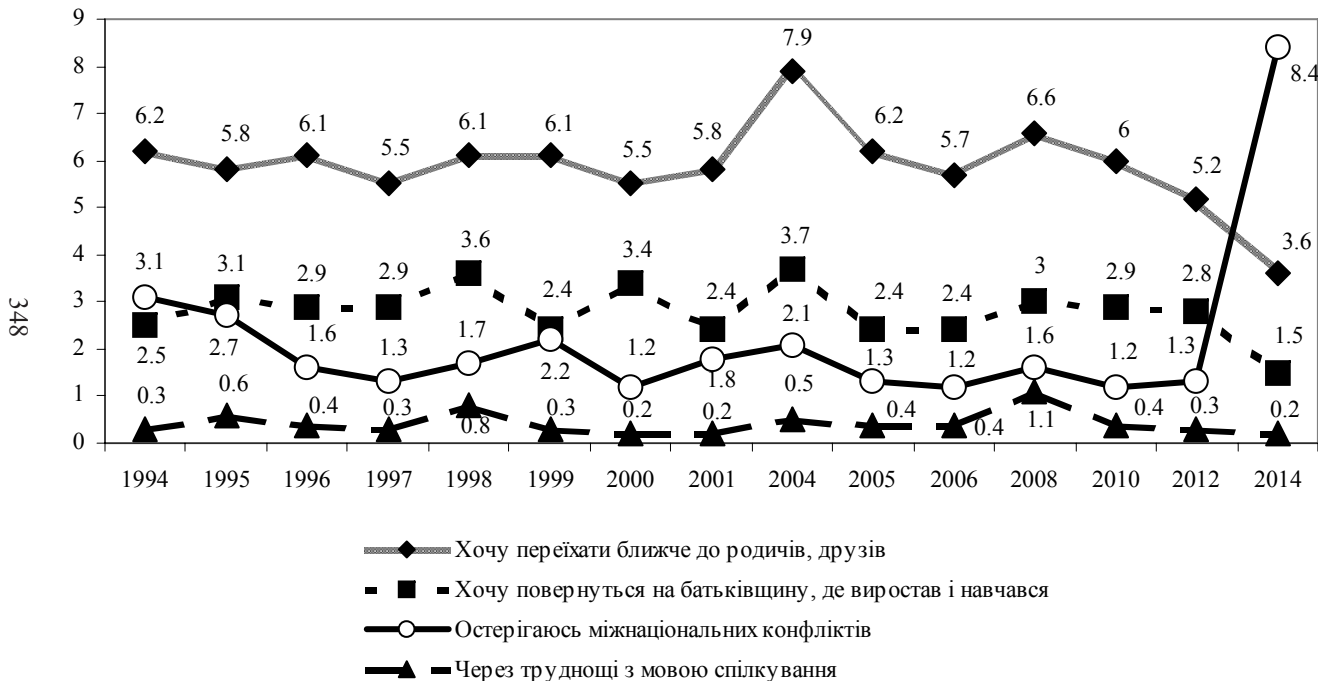 9
8
7
6
5
4
3
2
1
0
348
6.2 5.8 6.1 5.5 6.1 6.1 5.5 5.8 7.9 6.2 5.7 6.6 6 5.2 3.6
2.5 3.1 2.9 2.9 3.6 2.4 3.4 2.4 3.7 2.4 2.4 3 2.9 2.8 1.5
3.1 2.7 1.6 1.3 1.7 2.2 1.2 1.8 2.1 1.3 1.2 1.6 1.2 1.3 8.4
0.3 0.6 0.4 0.3 0.8 0.3 0.2 0.2 0.5 0.4 0.4 1.1 0.4 0.3 0.2
1994 1995 1996 1997 1998 1999 2000 2001 2004 2005 2006 2008 2010 2012 2014
Хочу переїхати ближче до родичів, друзів
Хочу повернуться на батьківщину, де виростав і навчався
Остерігаюсь міжнаціональних конфліктів
Через труднощі з мовою спілкування